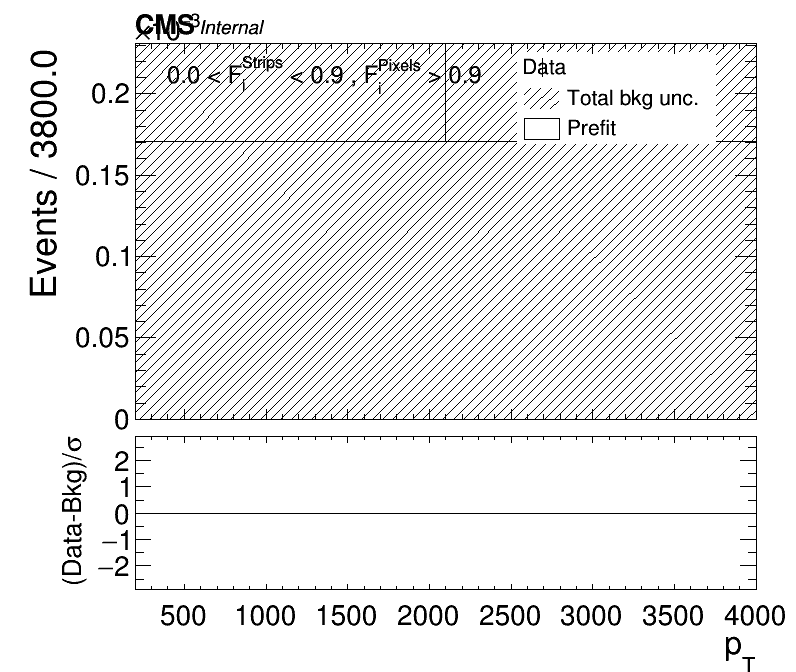 CMS Internal
×10³
0.0 < F_i^Strips < 0.9 , F_i^Pixels > 0.9
Data
Total bkg unc.
Prefit
Events / 3800.0
0.2
0.15
0.1
0.05
0
(Data-Bkg)/σ
2
1
0
−1
−2
500 1000 1500 2000 2500 3000 3500 4000
p_T